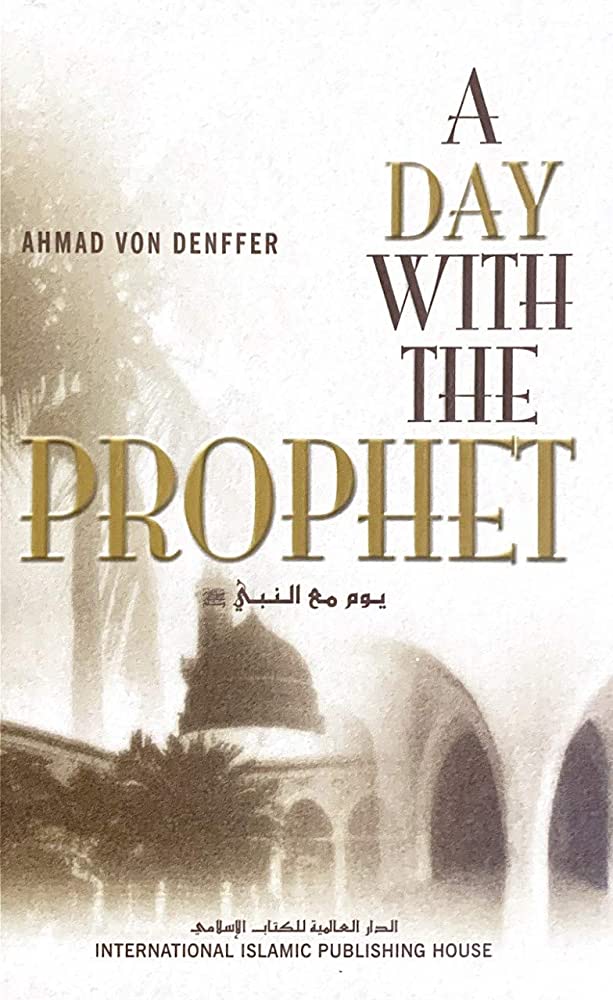 A
DAY
WITH
THE
PROPHET
AHMAD VON DENFFER
يوم مع النبي ﷺ
الدار العالمية للكتاب الإسلامي
INTERNATIONAL ISLAMIC PUBLISHING HOUSE